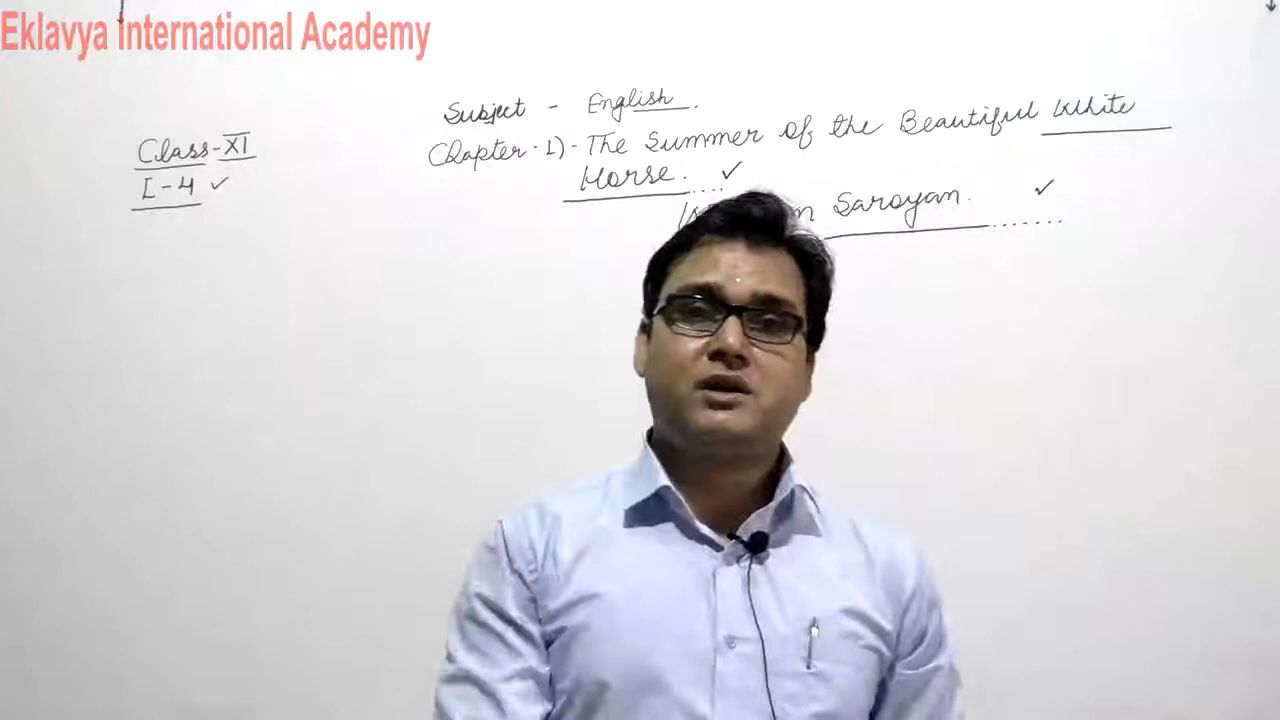 Eklavya International Academy
Subject - English.
Class-XI
Chapter-1)-The Summer of the Beautiful White
L-4 ✓
Horse. .... ✓
Saroyan. ...... ✓